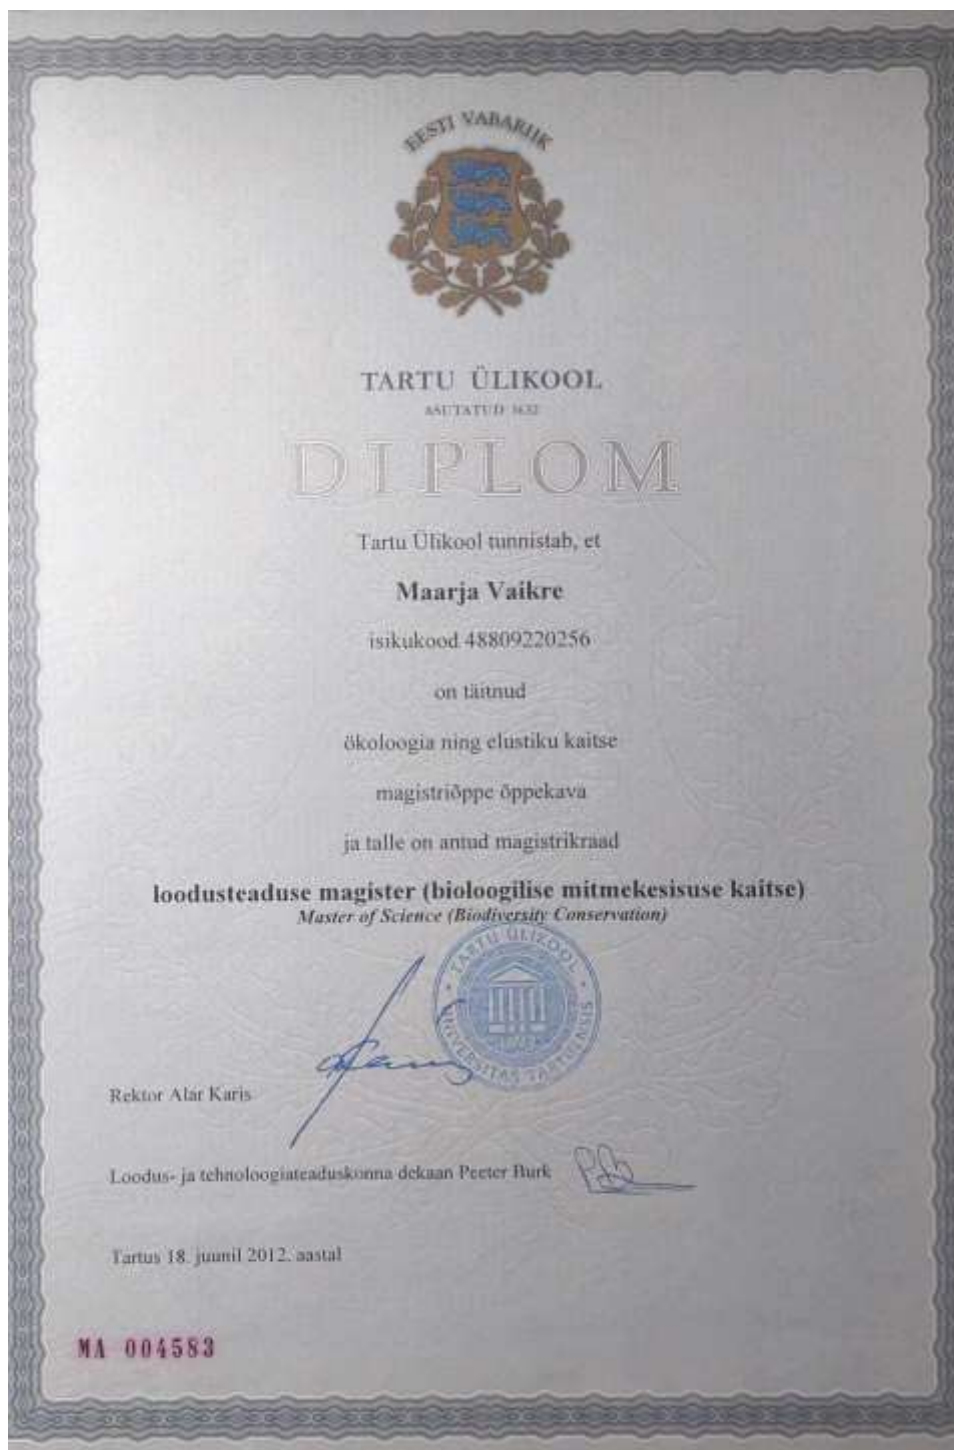 EESTI VABARIIK
TARTU ÜLIKOOL
ASUTATUD 1632
DIPLOM
Tartu Ülikool tunnistab, et
Maarja Vaikre
isikukood 48809220256
on täitnud
ökoloogia ning elustiku kaitse
magistriõppe õppekava
ja talle on antud magistrikraad
loodusteaduse magister (bioloogilise mitmekesisuse kaitse)
Master of Science (Biodiversity Conservation)
TARTU ÜLIKOOL
UNIVERSITAS TARTUENSIS
Rektor Alar Karis
Loodus- ja tehnoloogiateaduskonna dekaan Peeter Burk
Tartus 18. juunil 2012. aastal
MA 004583